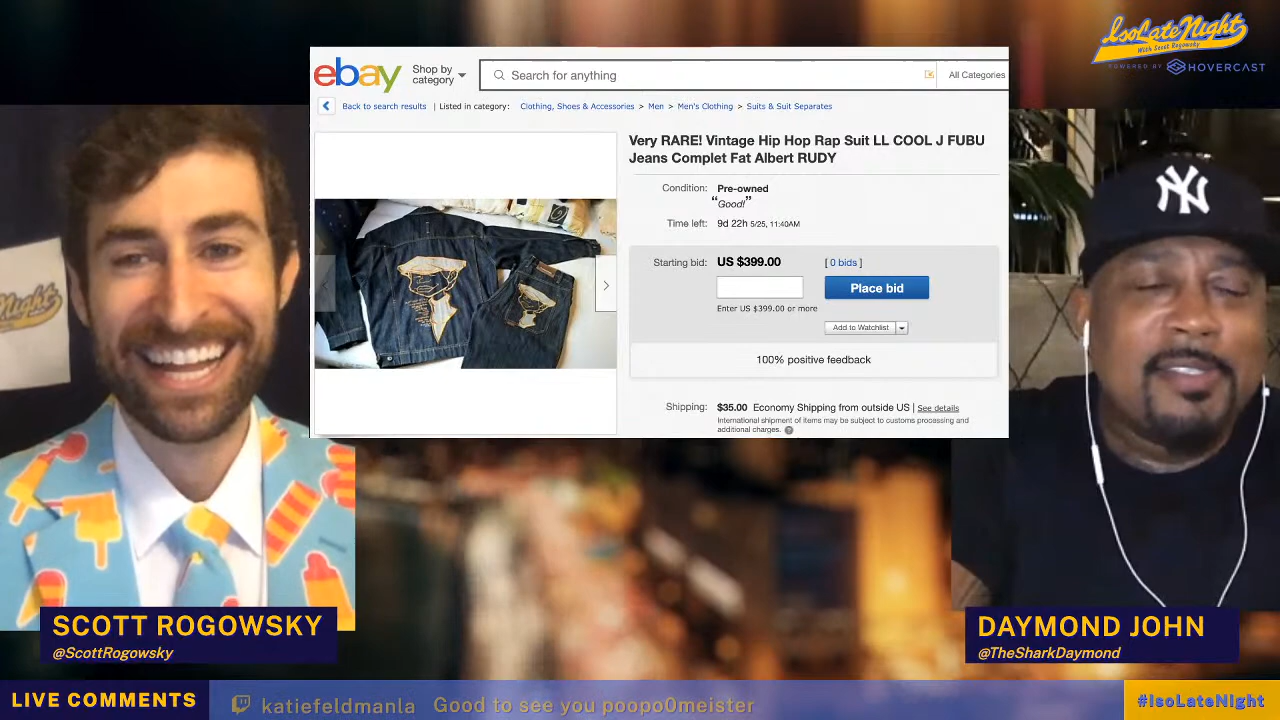 IsoLateNight
With Scott Rogowsky
POWERED BY HOVERCAST
ebay
Shop by category
Search for anything
All Categories
Back to search results | Listed in category: Clothing, Shoes & Accessories > Men > Men's Clothing > Suits & Suit Separates
Very RARE! Vintage Hip Hop Rap Suit LL COOL J FUBU
Jeans Complet Fat Albert RUDY
Condition: Pre-owned
“Good!”
Time left: 9d 22h 5/25, 11:40AM
Starting bid: US $399.00 [ 0 bids ]
Place bid
Enter US $399.00 or more
Add to Watchlist
100% positive feedback
Shipping: $35.00 Economy Shipping from outside US | See details
International shipment of items may be subject to customs processing and
additional charges. ?
NY
Night
SCOTT ROGOWSKY
@ScottRogowsky
DAYMOND JOHN
@TheSharkDaymond
LIVE COMMENTS
katiefeldmanla Good to see you poopo0meister
#IsoLateNight